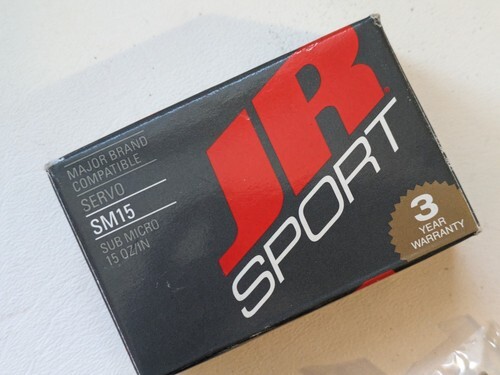 MAJOR BRAND
COMPATIBLE
SERVO
SM15
SUB MICRO
15 OZ/IN
JR
SPORT
3
YEAR
WARRANTY